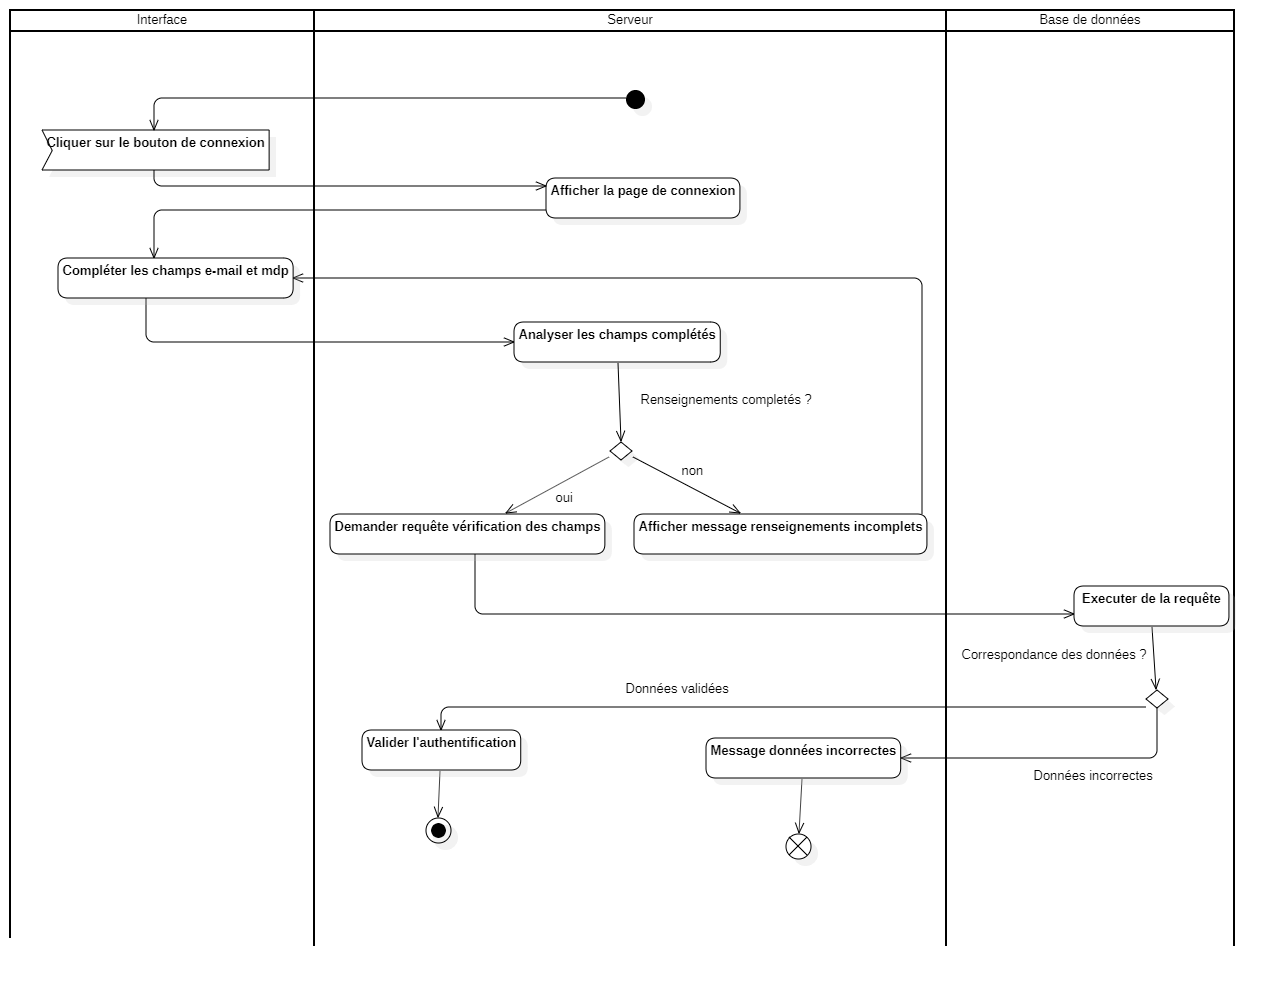 Interface
Serveur
Base de données
Cliquer sur le bouton de connexion
Afficher la page de connexion
Compléter les champs e-mail et mdp
Analyser les champs complétés
Renseignements completés ?
non
oui
Demander requête vérification des champs
Afficher message renseignements incomplets
Executer de la requête
Correspondance des données ?
Données validées
Valider l'authentification
Message données incorrectes
Données incorrectes